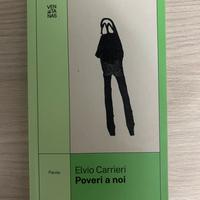 VEN
TA
NAS
Elvio Carrieri
Poveri a noi
Parole